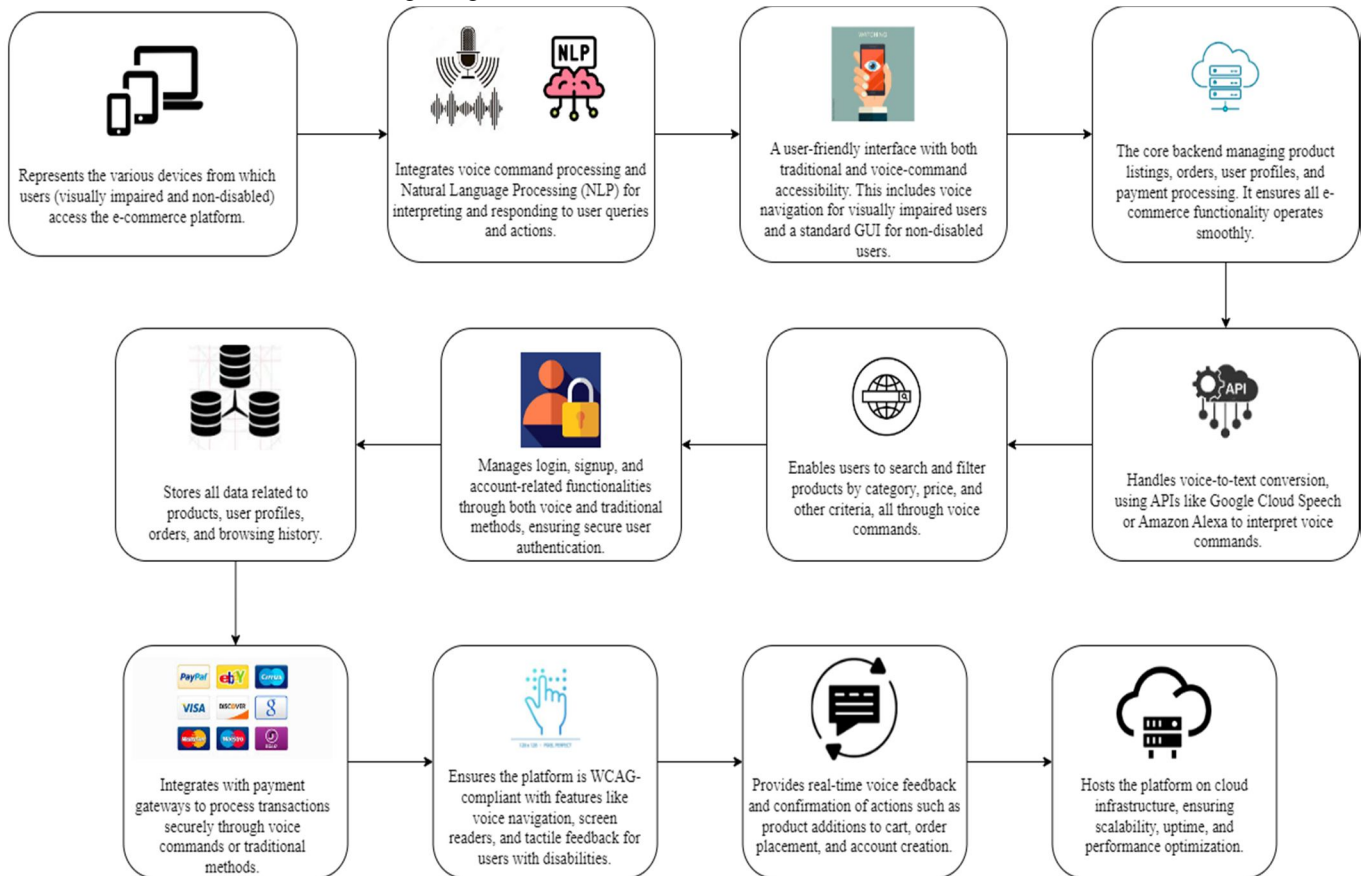 NLP
Represents the various devices from which
users (visually impaired and non-disabled)
access the e-commerce platform.
Integrates voice command processing and
Natural Language Processing (NLP) for
interpreting and responding to user queries
and actions.
A user-friendly interface with both
traditional and voice-command
accessibility. This includes voice
navigation for visually impaired users
and a standard GUI for non-disabled
users.
The core backend managing product
listings, orders, user profiles, and
payment processing. It ensures all e-
commerce functionality operates
smoothly.
Stores all data related to
products, user profiles,
orders, and browsing history.
Manages login, signup, and
account-related functionalities
through both voice and traditional
methods, ensuring secure user
authentication.
Enables users to search and filter
products by category, price, and
other criteria, all through voice
commands.
API
Handles voice-to-text conversion,
using APIs like Google Cloud Speech
or Amazon Alexa to interpret voice
commands.
PayPal ebY Cirrus
VISA DISCOVER 8
MasterCard Maestro
Integrates with payment
gateways to process transactions
securely through voice
commands or traditional
methods.
Ensures the platform is WCAG-
compliant with features like
voice navigation, screen
readers, and tactile feedback for
users with disabilities.
Provides real-time voice feedback
and confirmation of actions such as
product additions to cart, order
placement, and account creation.
Hosts the platform on cloud
infrastructure, ensuring
scalability, uptime, and
performance optimization.